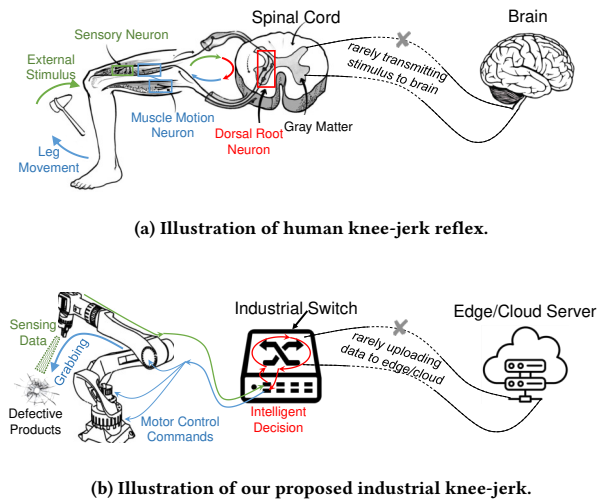 Sensory Neuron
External
Stimulus
Spinal Cord
Brain
rarely transmitting
stimulus to brain
Muscle Motion
Neuron
Dorsal Root
Neuron
Gray Matter
Leg
Movement
(a) Illustration of human knee-jerk reflex.
Industrial Switch
Edge/Cloud Server
Sensing
Data
Grabbing
rarely uploading
data to edge/cloud
Defective
Products
Motor Control
Commands
Intelligent
Decision
(b) Illustration of our proposed industrial knee-jerk.